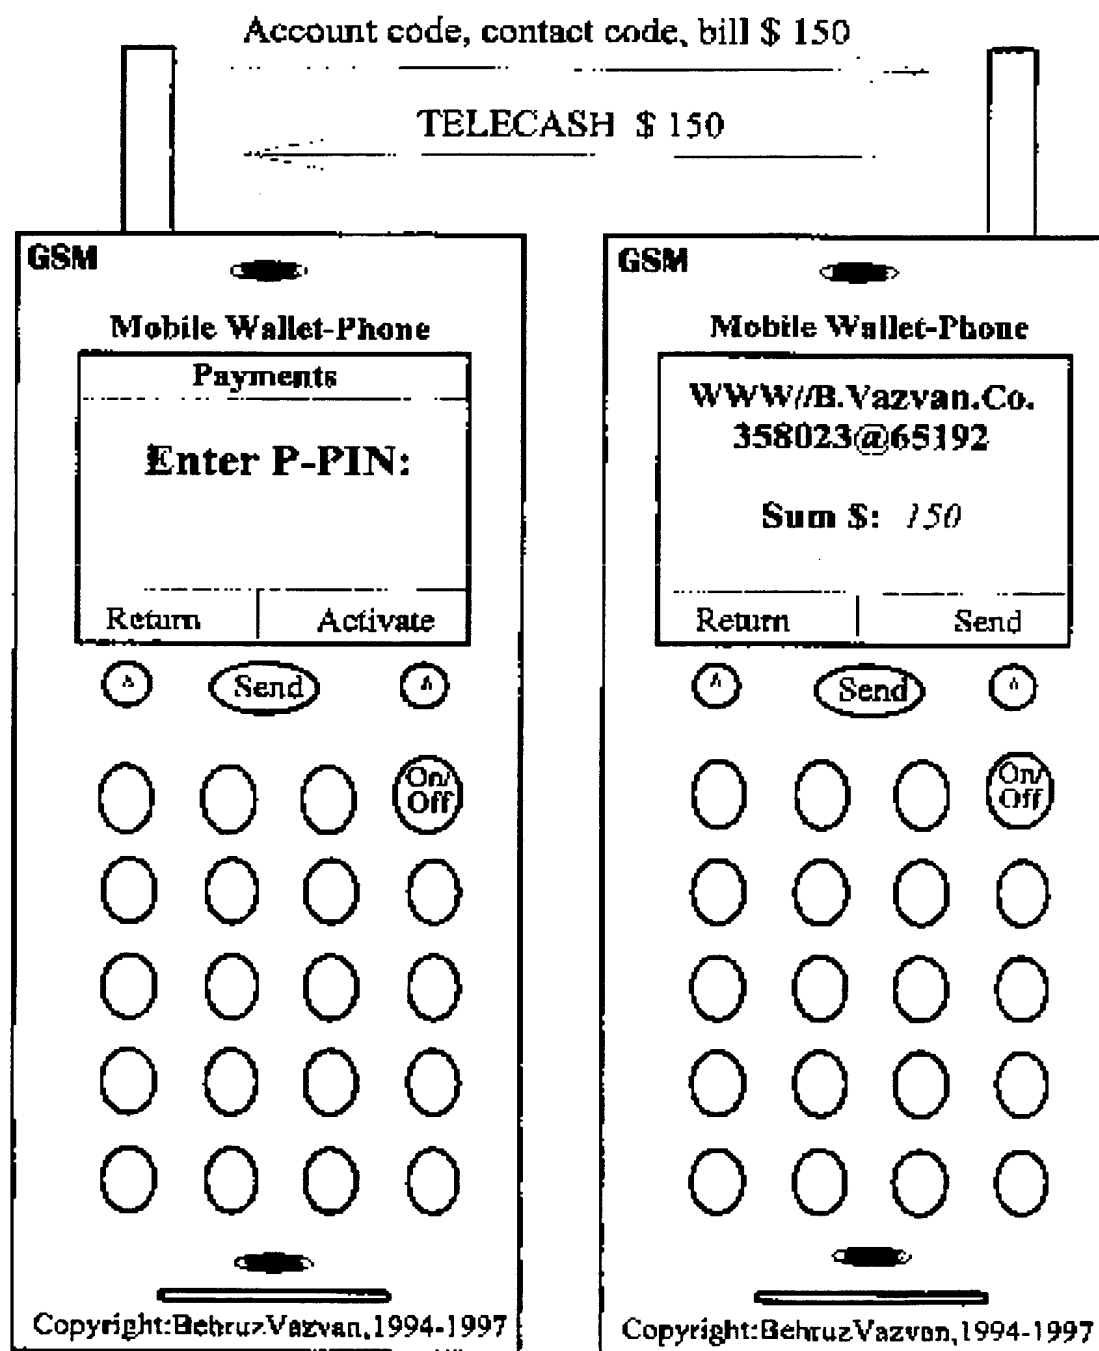 Account code, contact code, bill $ 150
TELECASH $ 150
GSM
Mobile Wallet-Phone
Payments
Enter P-PIN:
Return Activate
^ Send ^
On/
Off
Copyright:Behruz Vazvan,1994-1997
GSM
Mobile Wallet-Phone
WWW//B.Vazvan.Co.
358023@65192
Sum $: 150
Return Send
^ Send ^
On/
Off
Copyright:Behruz Vazvan,1994-1997